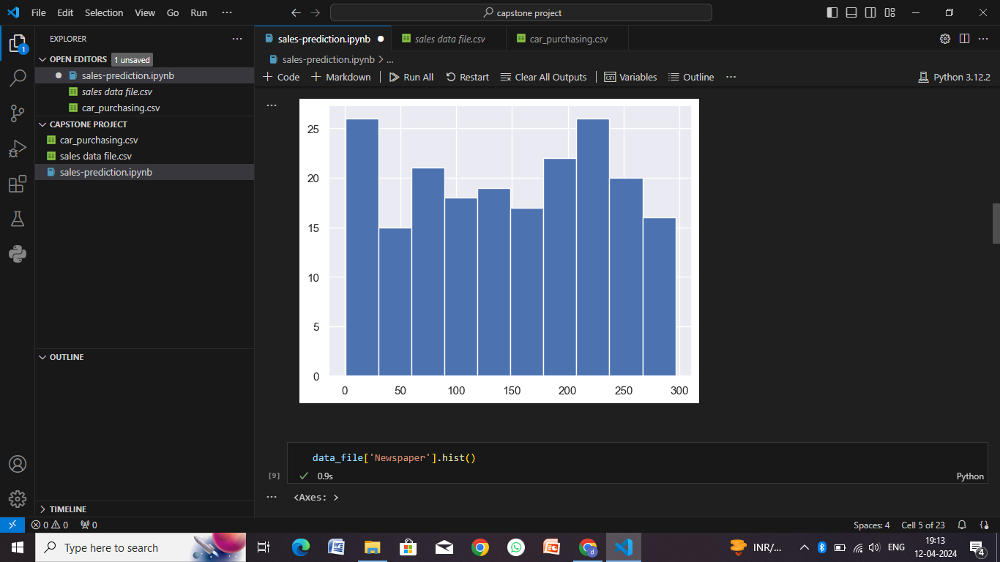 File Edit Selection View Go Run ··· capstone project
EXPLORER ···
OPEN EDITORS 1 unsaved
sales-prediction.ipynb
sales data file.csv
car_purchasing.csv
CAPSTONE PROJECT
car_purchasing.csv
sales data file.csv
sales-prediction.ipynb
OUTLINE
TIMELINE
sales-prediction.ipynb sales data file.csv car_purchasing.csv
sales-prediction.ipynb > ...
+ Code + Markdown Run All Restart Clear All Outputs Variables Outline ··· Python 3.12.2
25
20
15
10
5
0
0 50 100 150 200 250 300
data_file['Newspaper'].hist()
[9] 0.9s Python
<Axes: >
0 0 0 Spaces: 4 Cell 5 of 23
Type here to search INR/... ENG 19:13
12-04-2024 4
1